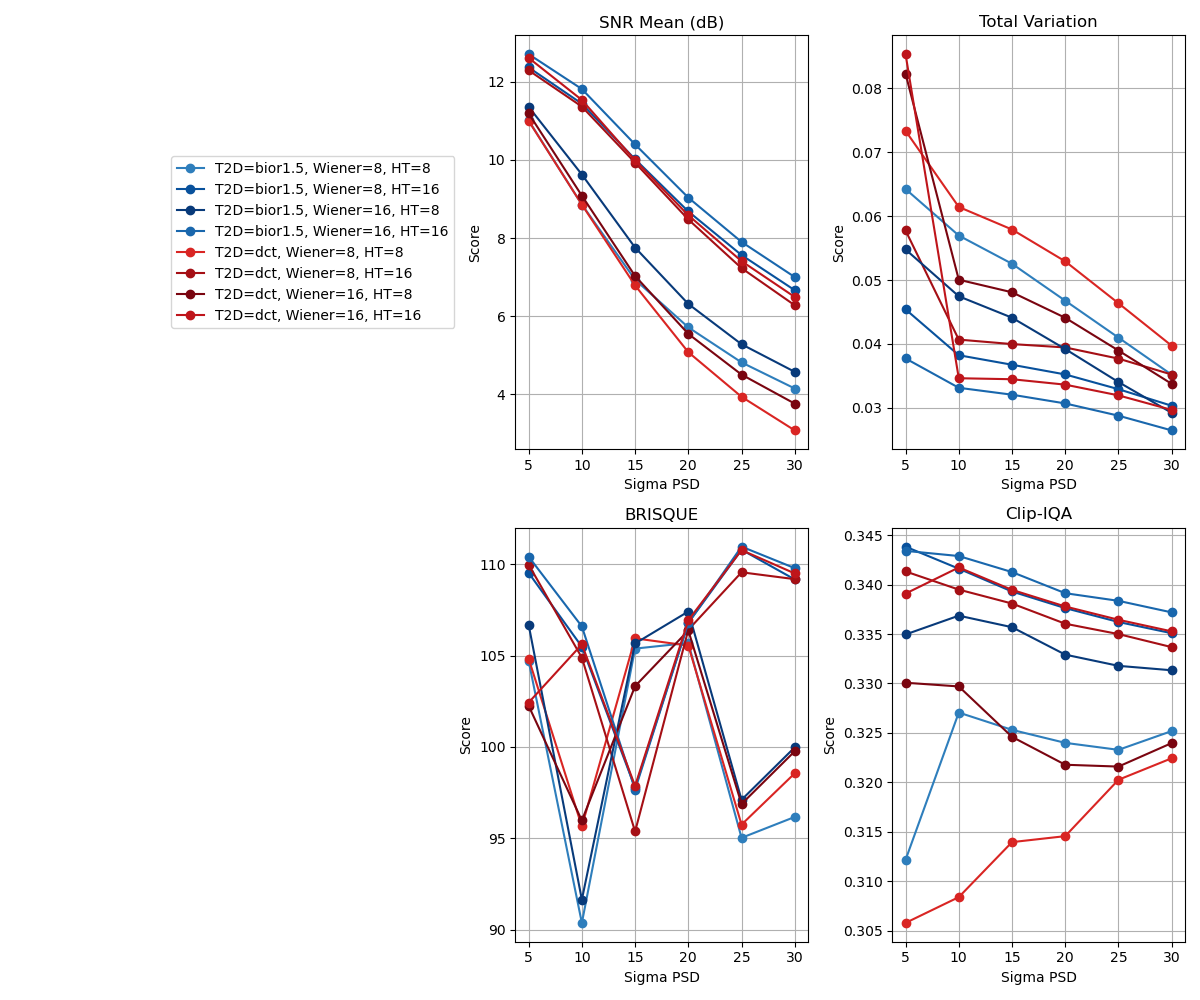 T2D=bior1.5, Wiener=8, HT=8
T2D=bior1.5, Wiener=8, HT=16
T2D=bior1.5, Wiener=16, HT=8
T2D=bior1.5, Wiener=16, HT=16
T2D=dct, Wiener=8, HT=8
T2D=dct, Wiener=8, HT=16
T2D=dct, Wiener=16, HT=8
T2D=dct, Wiener=16, HT=16
SNR Mean (dB)
Score
12
10
8
6
4
5 10 15 20 25 30
Sigma PSD
Total Variation
Score
0.08
0.07
0.06
0.05
0.04
0.03
5 10 15 20 25 30
Sigma PSD
BRISQUE
Score
110
105
100
95
90
5 10 15 20 25 30
Sigma PSD
Clip-IQA
Score
0.345
0.340
0.335
0.330
0.325
0.320
0.315
0.310
0.305
5 10 15 20 25 30
Sigma PSD